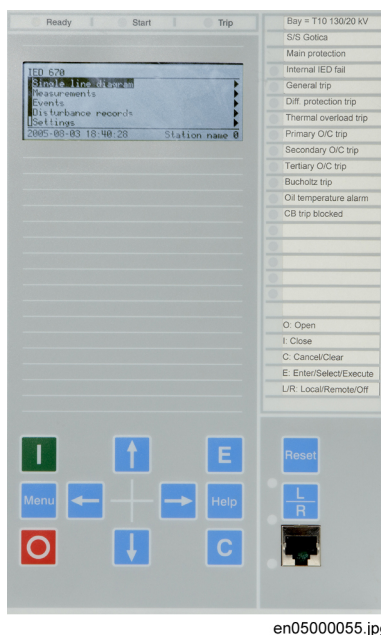 Ready Start Trip
IED 670
Single line diagram
Measurements
Events
Disturbance records
Settings
2005-08-03 18:40:28 Station name 0
Bay = T10 130/20 kV
S/S Gotica
Main protection
Internal IED fail
General trip
Diff. protection trip
Thermal overload trip
Primary O/C trip
Secondary O/C trip
Tertiary O/C trip
Bucholtz trip
Oil temperature alarm
CB trip blocked
O: Open
I: Close
C: Cancel/Clear
E: Enter/Select/Execute
L/R: Local/Remote/Off
I E
Menu Help
O C
Reset
L
R
en05000055.jpg